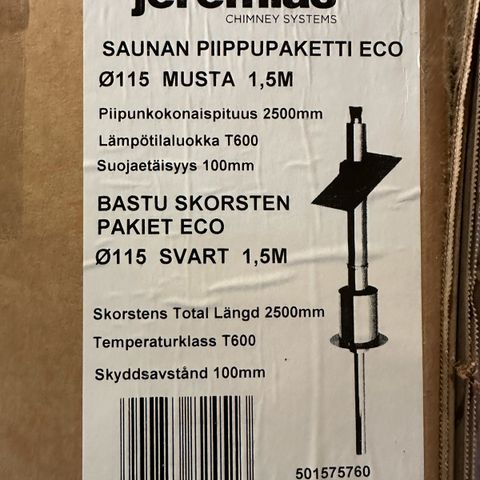 jeremias
CHIMNEY SYSTEMS
SAUNAN PIIPPUPAKETTI ECO
Ø115 MUSTA 1,5M
Piipunkokonaispituus 2500mm
Lämpötilaluokka T600
Suojaetäisyys 100mm
BASTU SKORSTEN
PAKIET ECO
Ø115 SVART 1,5M
Skorstens Total Längd 2500mm
Temperaturklass T600
Skyddsavstånd 100mm
501575760